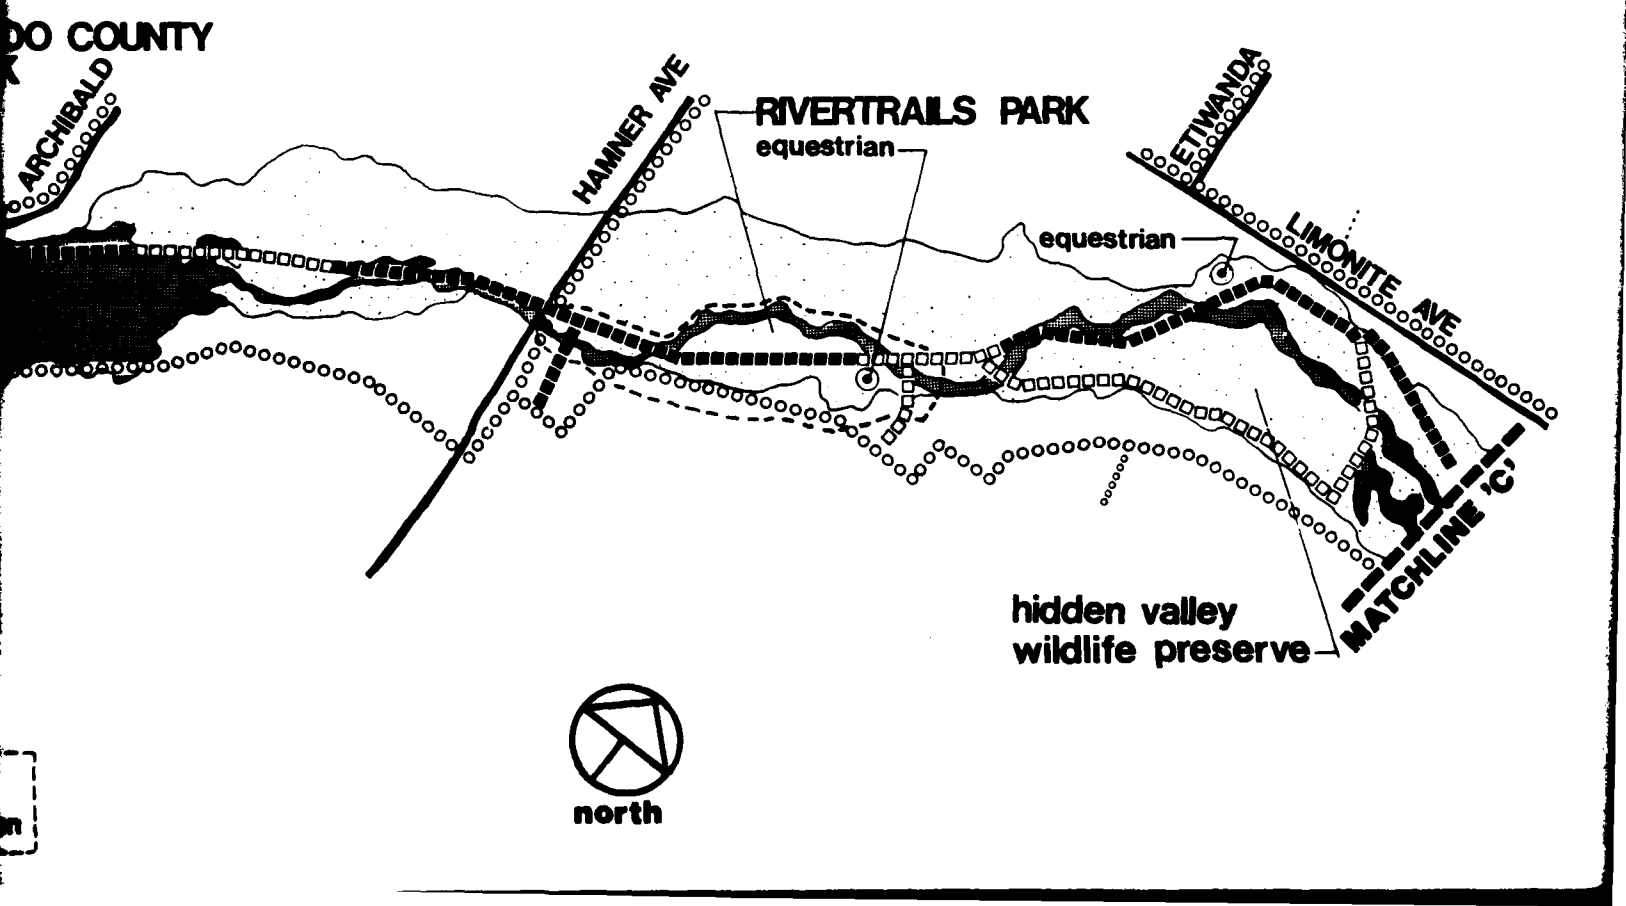 DO COUNTY
ARCHIBALD
HAMNER AVE
RIVERTRAILS PARK
equestrian
ETIWANDA
equestrian
LIMONITE AVE
MATCHLINE 'C'
hidden valley
wildlife preserve
north